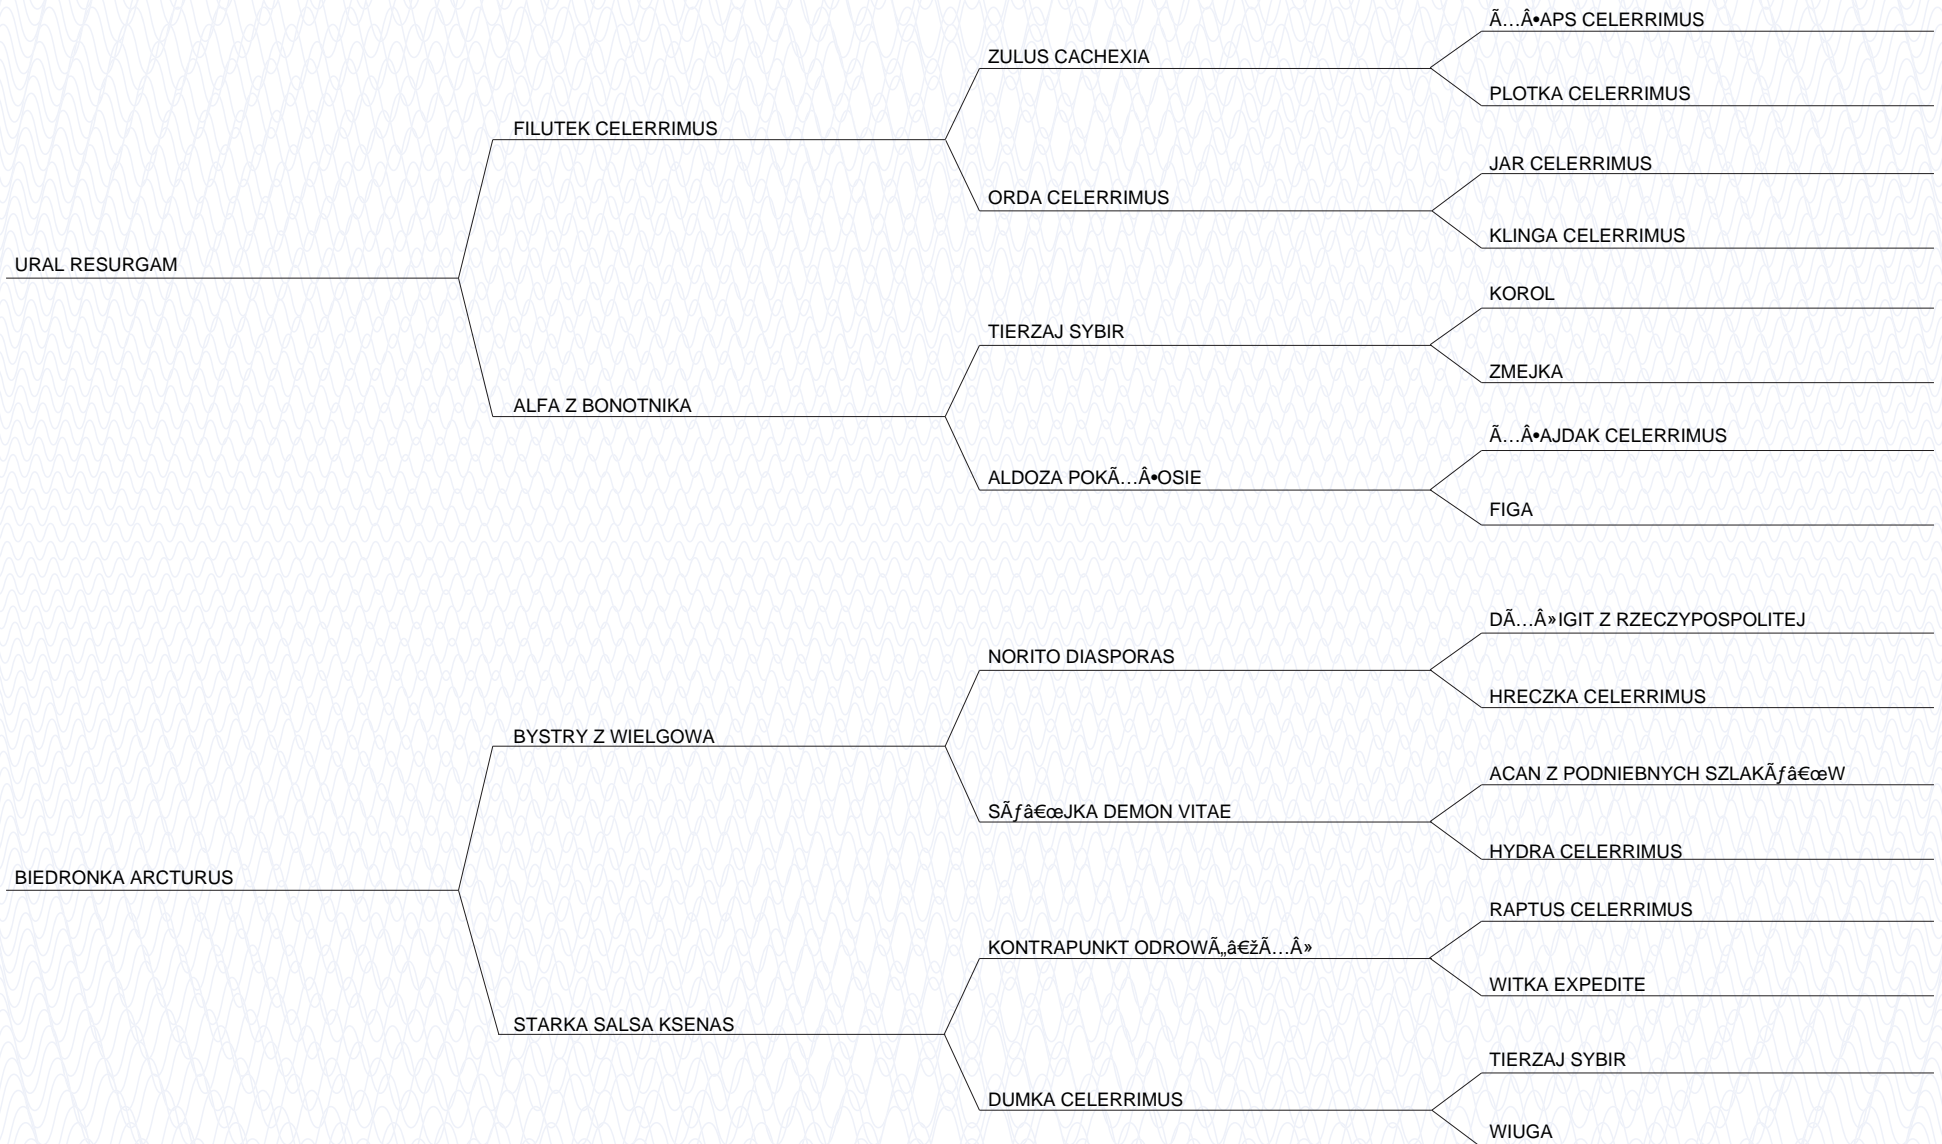 Ã…Â•APS CELERRIMUS
ZULUS CACHEXIA
PLOTKA CELERRIMUS
FILUTEK CELERRIMUS
JAR CELERRIMUS
ORDA CELERRIMUS
KLINGA CELERRIMUS
URAL RESURGAM
KOROL
TIERZAJ SYBIR
ZMEJKA
ALFA Z BONOTNIKA
Ã…Â•AJDAK CELERRIMUS
ALDOZA POKÃ…Â•OSIE
FIGA
DÃ…Â»IGIT Z RZECZYPOSPOLITEJ
NORITO DIASPORAS
HRECZKA CELERRIMUS
BYSTRY Z WIELGOWA
ACAN Z PODNIEBNYCH SZLAKÃƒâ€œW
SÃƒâ€œJKA DEMON VITAE
HYDRA CELERRIMUS
BIEDRONKA ARCTURUS
RAPTUS CELERRIMUS
KONTRAPUNKT ODROWÃ„â€žÃ…Â»
WITKA EXPEDITE
STARKA SALSA KSENAS
TIERZAJ SYBIR
DUMKA CELERRIMUS
WIUGA